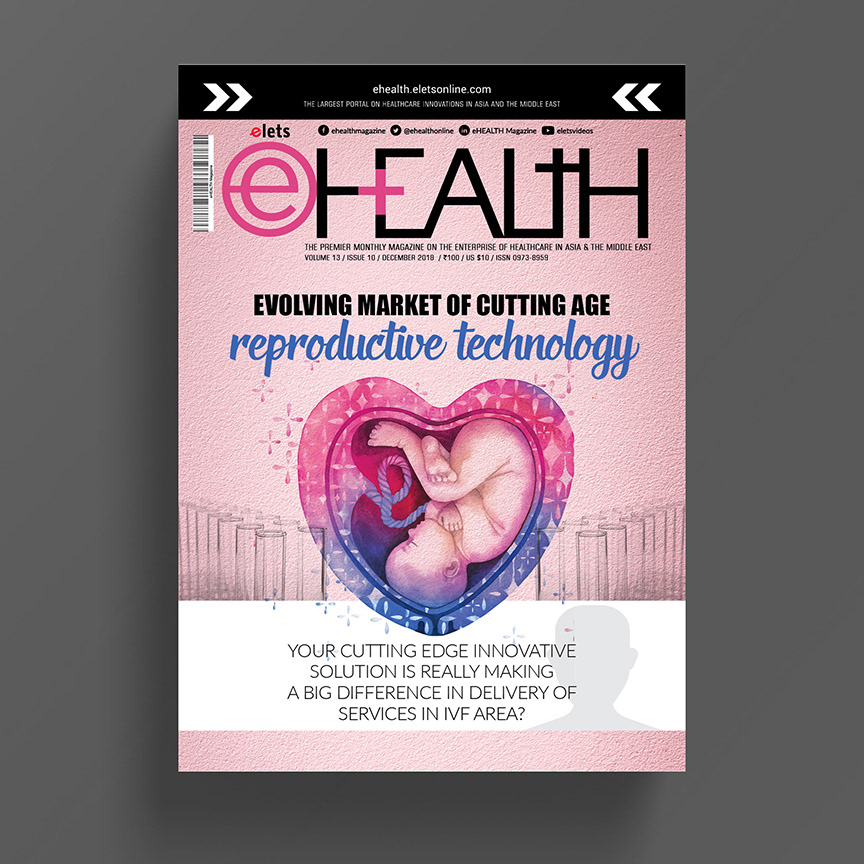 ehealth.eletsonline.com
THE LARGEST PORTAL ON HEALTHCARE INNOVATIONS IN ASIA AND THE MIDDLE EAST
elets
ehealthmagazine @ehealthonline eHEALTH Magazine eletsvideos
eHEALTH
THE PREMIER MONTHLY MAGAZINE ON THE ENTERPRISE OF HEALTHCARE IN ASIA & THE MIDDLE EAST
VOLUME 13 / ISSUE 10 / DECEMBER 2018 / ₹100 / US $10 / ISSN 0973-8959
EVOLVING MARKET OF CUTTING AGE
reproductive technology
YOUR CUTTING EDGE INNOVATIVE
SOLUTION IS REALLY MAKING
A BIG DIFFERENCE IN DELIVERY OF
SERVICES IN IVF AREA?